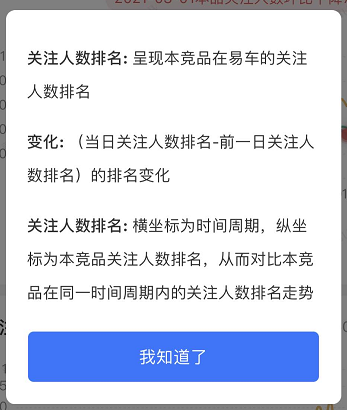 关注人数排名: 呈现本竞品在易车的关注
人数排名
变化: （当日关注人数排名-前一日关注人
数排名）的排名变化
关注人数排名: 横坐标为时间周期，纵坐
标为本竞品关注人数排名，从而对比本竞
品在同一时间周期内的关注人数排名走势
我知道了